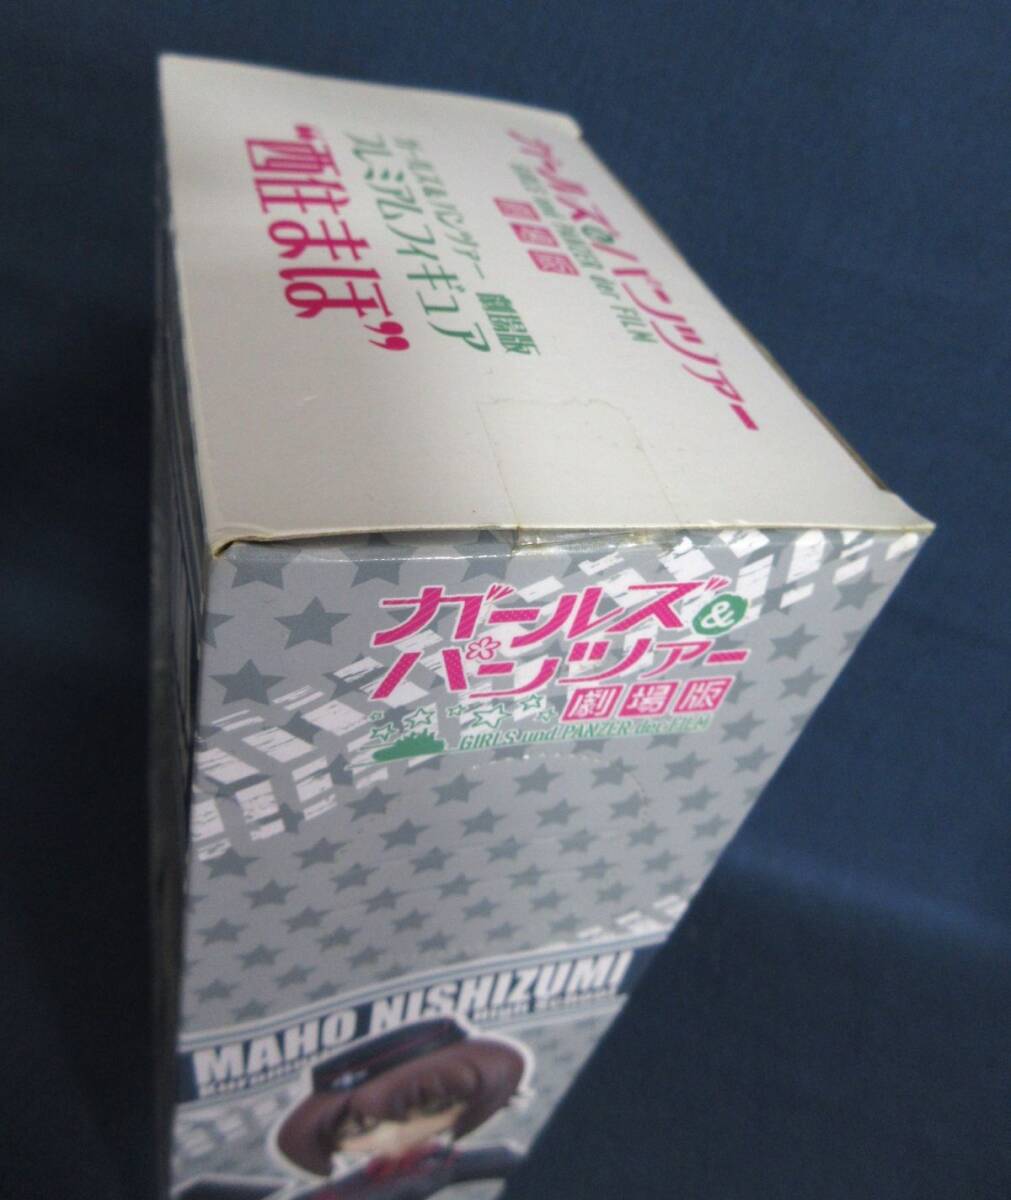 ガールズ&パンツァー
GIRLS und PANZER der FILM
劇場版
ガールズ&パンツァー 劇場版
プレミアムフィギュア
“西住まほ”
ガールズ&
パンツァー
劇場版
GIRLS und PANZER der FILM
MAHO NISHIZUMI